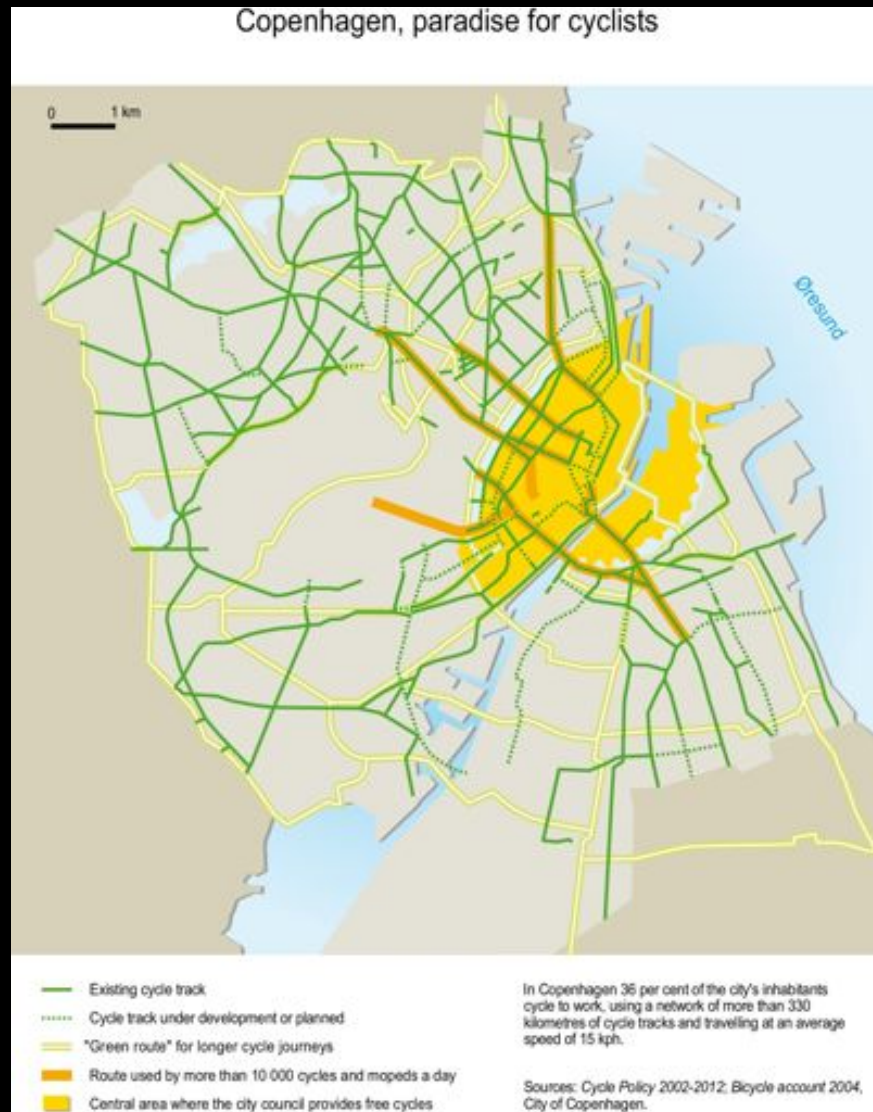 Copenhagen, paradise for cyclists
0 1 km
Øresund
Existing cycle track
Cycle track under development or planned
"Green route" for longer cycle journeys
Route used by more than 10 000 cycles and mopeds a day
Central area where the city council provides free cycles
In Copenhagen 36 per cent of the city's inhabitants
cycle to work, using a network of more than 330
kilometres of cycle tracks and travelling at an average
speed of 15 kph.
Sources: Cycle Policy 2002-2012; Bicycle account 2004,
City of Copenhagen.